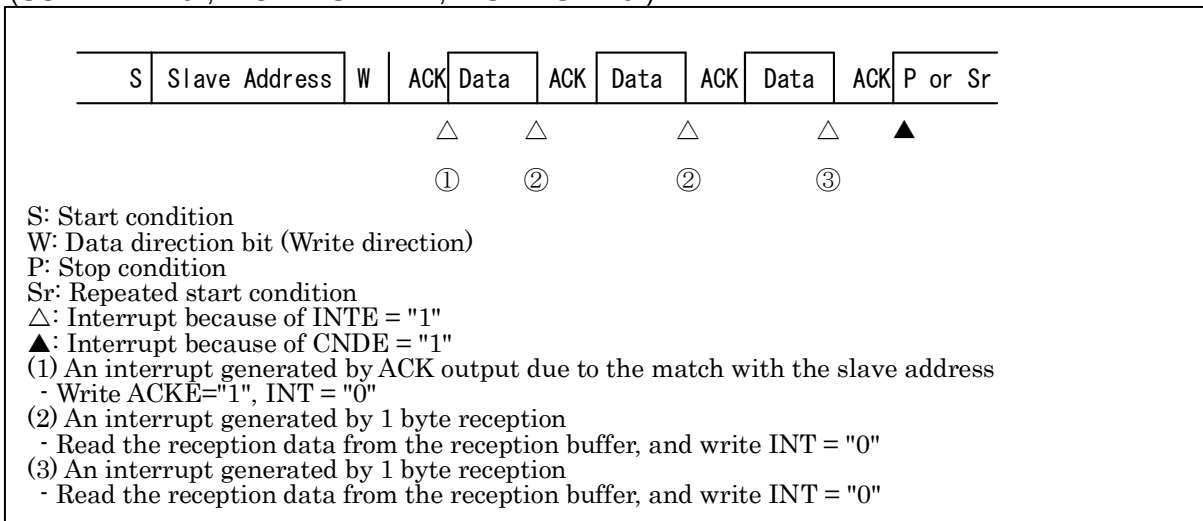 S Slave Address W ACK Data ACK Data ACK Data ACK P or Sr
△ △ △ △ ▲
① ② ② ③
S: Start condition
W: Data direction bit (Write direction)
P: Stop condition
Sr: Repeated start condition
△: Interrupt because of INTE = "1"
▲: Interrupt because of CNDE = "1"
(1) An interrupt generated by ACK output due to the match with the slave address
- Write ACKE="1", INT = "0"
(2) An interrupt generated by 1 byte reception
- Read the reception data from the reception buffer, and write INT = "0"
(3) An interrupt generated by 1 byte reception
- Read the reception data from the reception buffer, and write INT = "0"